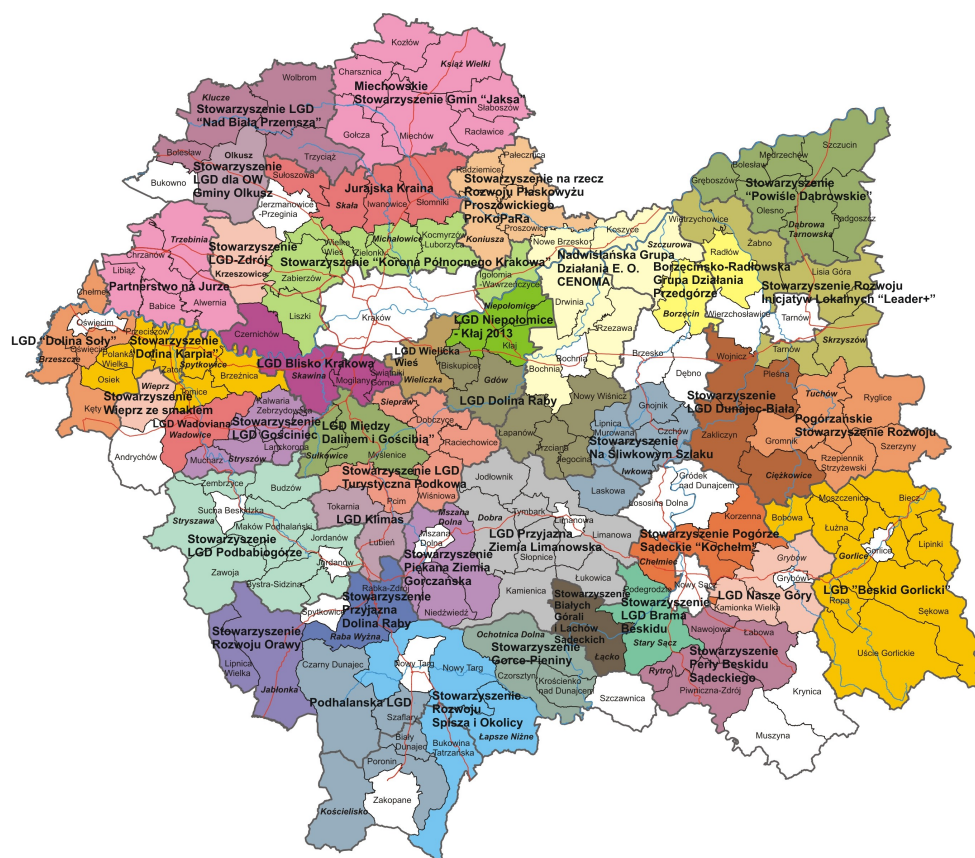 Kozłów
Książ Wielki
Charsznica
Miechowskie
Stowarzyszenie Gmin “Jaksa”
Słaboszów
Racławice
Gołcza
Miechów
Wolbrom
Klucze
Stowarzyszenie LGD
“Nad Białą Przemszą”
Bolesław
Trzyciąż
Olkusz
Stowarzyszenie
LGD dla OW
Gminy Olkusz
Bukowno
Sułoszowa
Jerzmanowice
-Przeginia
Jurajska Kraina
Skała
Iwanowice
Słomniki
Pałecznica
Radziemice
Stowarzyszenie na rzecz
Rozwoju Płaskowyżu
Proszowickiego
ProKoPaRa
Koniusza
Proszowice
Koszyce
Nowe Brzesko
Szczucin
Mędrzechów
Bolesław
Gręboszów
Stowarzyszenie
“Powiśle Dąbrowskie”
Olesno
Radgoszcz
Dąbrowa
Tarnowska
Wietrzychowice
Żabno
Szczurowa
Radłów
Lisia Góra
Borzęcińsko-Radłowska
Grupa Działania
Przedgórze
Borzęcin
Wierzchosławice
Stowarzyszenie Rozwoju
Inicjatyw Lokalnych “Leader+”
Tarnów
Skrzyszów
Tarnów
Nadwiślańska Grupa
Działania E. O.
CENOMA
Drwinia
Rzezawa
Bochnia
Bochnia
Brzesko
Dębno
Trzebinia
Chrzanów
Libiąż
Partnerstwo na Jurze
Babice
Alwernia
Stowarzyszenie
LGD-Zdrój
Krzeszowice
Wielka
Wieś
Zielonki
Michałowice
Kocmyrzów
-Luborzyca
Stowarzyszenie “Korona Północnego Krakowa”
Zabierzów
Igołomia
-Wawrzeńczyce
Liszki
Kraków
Niepołomice
LGD Niepołomice
- Kłaj 2013
Kłaj
Czernichów
LGD Blisko Krakowa
Skawina
Mogilany
Świątniki
Górne
Siepraw
LGD Wielicka
Wieś
Biskupice
Wieliczka
Gdów
LGD Dolina Raby
Nowy Wiśnicz
Łapanów
Trzciana
Żegocina
Chełmek
Oświęcim
LGD “Dolina Soły”
Oświęcim
Brzeszcze
Przeciszów
Stowarzyszenie
“Dolina Karpia”
Polanka
Wielka
Spytkowice
Zator
Osiek
Brzeźnica
Tomice
Wieprz
Kęty
Stowarzyszenie
Wieprz ze smakiem
Andrychów
LGD Wadoviana
Wadowice
Mucharz
Kalwaria
Zebrzydowska
Stowarzyszenie
LGD Gościniec
Lanckorona
Stryszów
LGD Między
Dalinem i Gościbia”
Sułkowice
Myślenice
Dobczyce
Raciechowice
Stowarzyszenie LGD
Turystyczna Podkowa
Pcim
Wiśniowa
Tokarnia
LGD Klimas
Lubień
Zembrzyce
Budzów
Sucha Beskidzka
Stryszawa
Maków Podhalański
Stowarzyszenie
LGD Podbabiogórze
Jordanów
Jordanów
Zawoja
Bystra-Sidzina
Mszana
Dolna
Mszana
Dolna
Stowarzyszenie
Piękana Ziemia
Gorczańska
Niedźwiedź
Jodłownik
Dobra
Tymbark
Limanowa
Limanowa
LGD Przyjazna
Ziemia Limanowska
Słopnice
Łukowica
Kamienica
Laskowa
Lipnica
Murowana
Gnojnik
Czchów
Stowarzyszenie
Na Śliwkowym Szlaku
Iwkowa
Wojnicz
Pleśna
Stowarzyszenie
LGD Dunajec-Biała
Zakliczyn
Ciężkowice
Tuchów
Ryglice
Pogórzańskie
Stowarzyszenie Rozwoju
Gromnik
Szerzyny
Rzepiennik
Strzyżewski
Gródek
nad Dunajcem
Łososina Dolna
Korzenna
Stowarzyszenie Pogórze
Sądeckie “Kochełm”
Chełmiec
Nowy Sącz
Bobowa
Moszczenica
Biecz
Łużna
Gorlice
Gorlice
Lipinki
LGD “Beskid Gorlicki”
Ropa
Sękowa
Uście Gorlickie
Grybów
Grybów
LGD Nasze Góry
Kamionka Wielka
Podegrodzie
Stowarzyszenie
LGD Brama
Beskidu
Stary Sącz
Stowarzyszenie
Białych
Górali
i Lachów
Sądeckich
Łącko
Nawojowa
Łabowa
Stowarzyszenie
Perły Beskidu
Sądeckiego
Rytro
Piwniczna-Zdrój
Krynica
Muszyna
Szczawnica
Ochotnica Dolna
Stowarzyszenie
Gorce-Pieniny
Czorsztyn
Krościenko
nad Dunajcem
Rabka-Zdrój
Stowarzyszenie
Przyjazna
Dolina Raby
Raba Wyżna
Spytkowice
Stowarzyszenie
Rozwoju Orawy
Lipnica
Wielka
Jabłonka
Czarny Dunajec
Nowy Targ
Nowy Targ
Podhalańska LGD
Szaflary
Biały
Dunajec
Poronin
Kościelisko
Zakopane
Stowarzyszenie
Rozwoju
Spisza i Okolicy
Łapsze Niżne
Bukowina
Tatrzańska